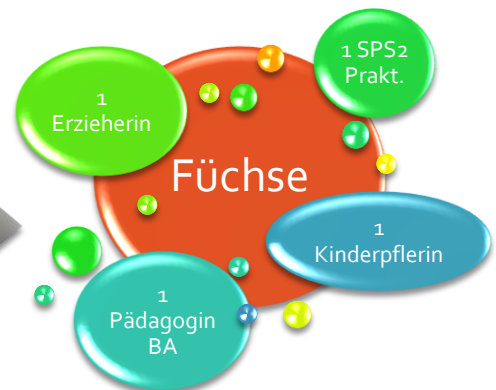 1 SPS2
Prakt.
1
Erzieherin
Füchse
1
Kinderpflerin
1
Pädagogin
BA